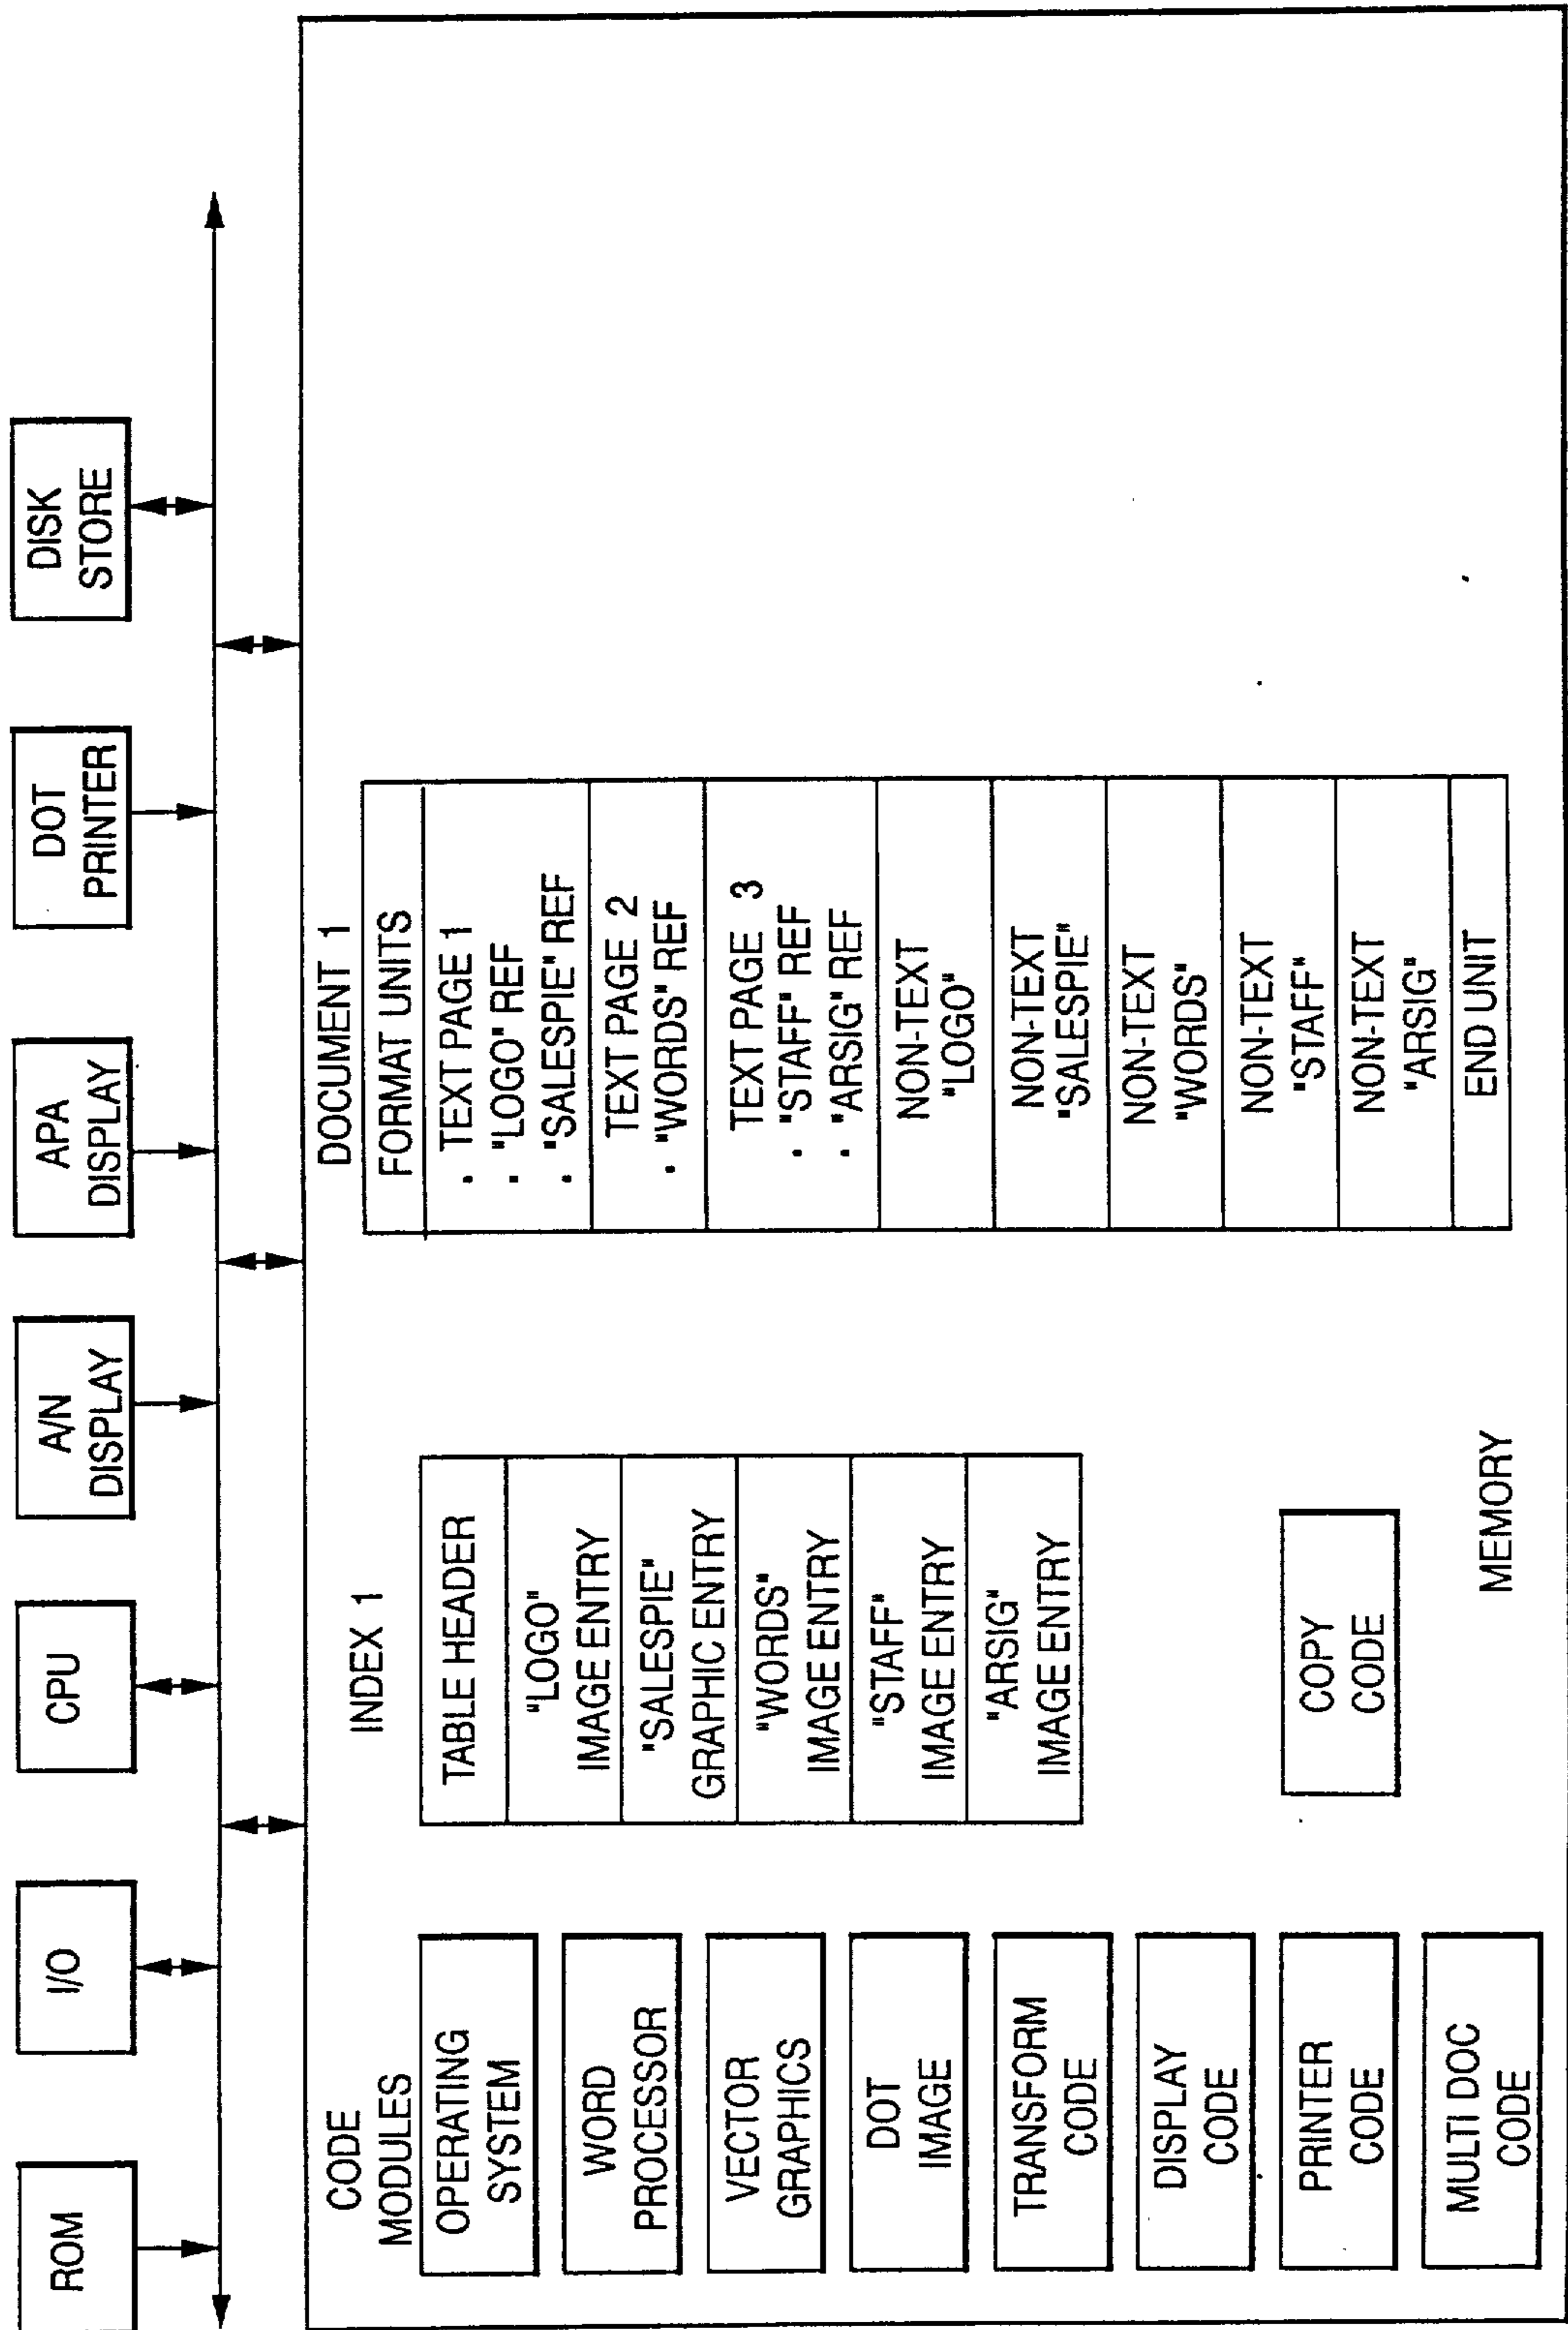 ROM
I/O
CPU
A/N
DISPLAY
APA
DISPLAY
DOT
PRINTER
DISK
STORE
CODE
MODULES
OPERATING
SYSTEM
WORD
PROCESSOR
VECTOR
GRAPHICS
DOT
IMAGE
TRANSFORM
CODE
DISPLAY
CODE
PRINTER
CODE
MULTI DOC
CODE
INDEX 1
TABLE HEADER
"LOGO"
IMAGE ENTRY
"SALESPIE"
GRAPHIC ENTRY
"WORDS"
IMAGE ENTRY
"STAFF"
IMAGE ENTRY
"ARSIG"
IMAGE ENTRY
COPY
CODE
MEMORY
DOCUMENT 1
FORMAT UNITS
· TEXT PAGE 1
· "LOGO" REF
· "SALESPIE" REF
TEXT PAGE 2
· "WORDS" REF
TEXT PAGE 3
· "STAFF" REF
· "ARSIG" REF
NON-TEXT
"LOGO"
NON-TEXT
"SALESPIE"
NON-TEXT
"WORDS"
NON-TEXT
"STAFF"
NON-TEXT
"ARSIG"
END UNIT